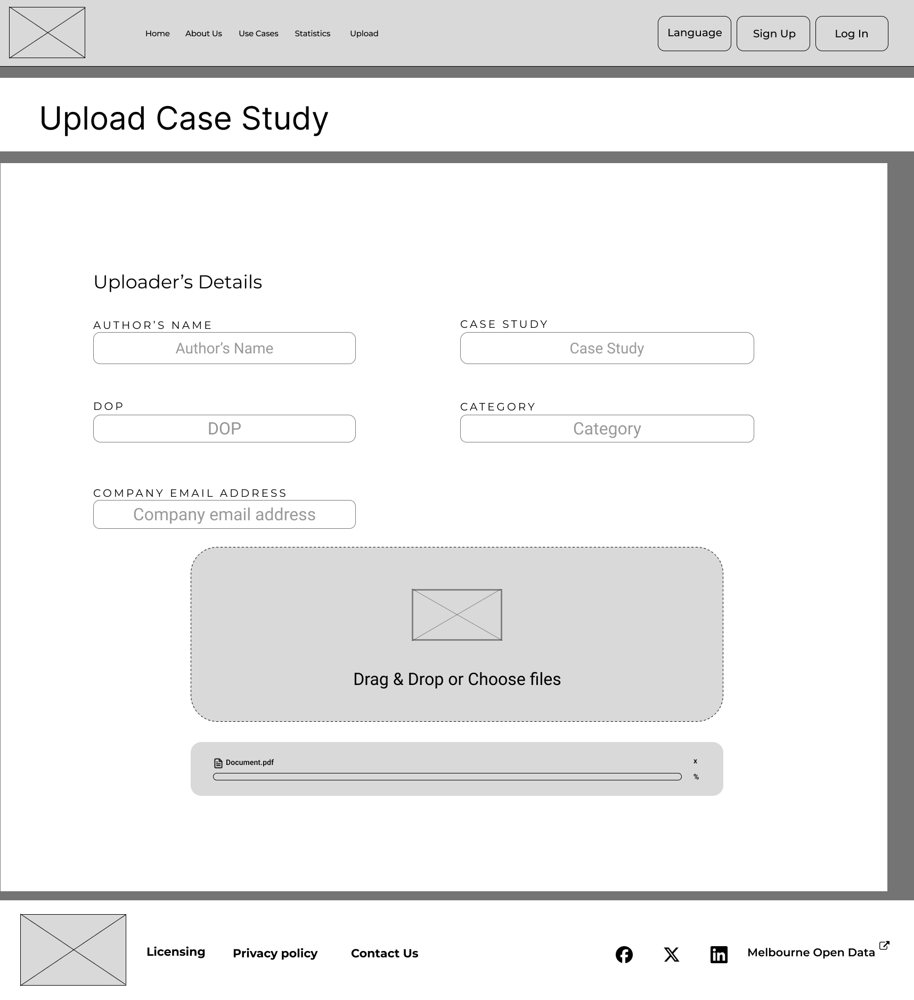 Home About Us Use Cases Statistics Upload Language Sign Up Log In
Upload Case Study
Uploader’s Details
AUTHOR’S NAME
Author’s Name
CASE STUDY
Case Study
DOP
DOP
CATEGORY
Category
COMPANY EMAIL ADDRESS
Company email address
Drag & Drop or Choose files
Document.pdf x
%
Licensing Privacy policy Contact Us Melbourne Open Data